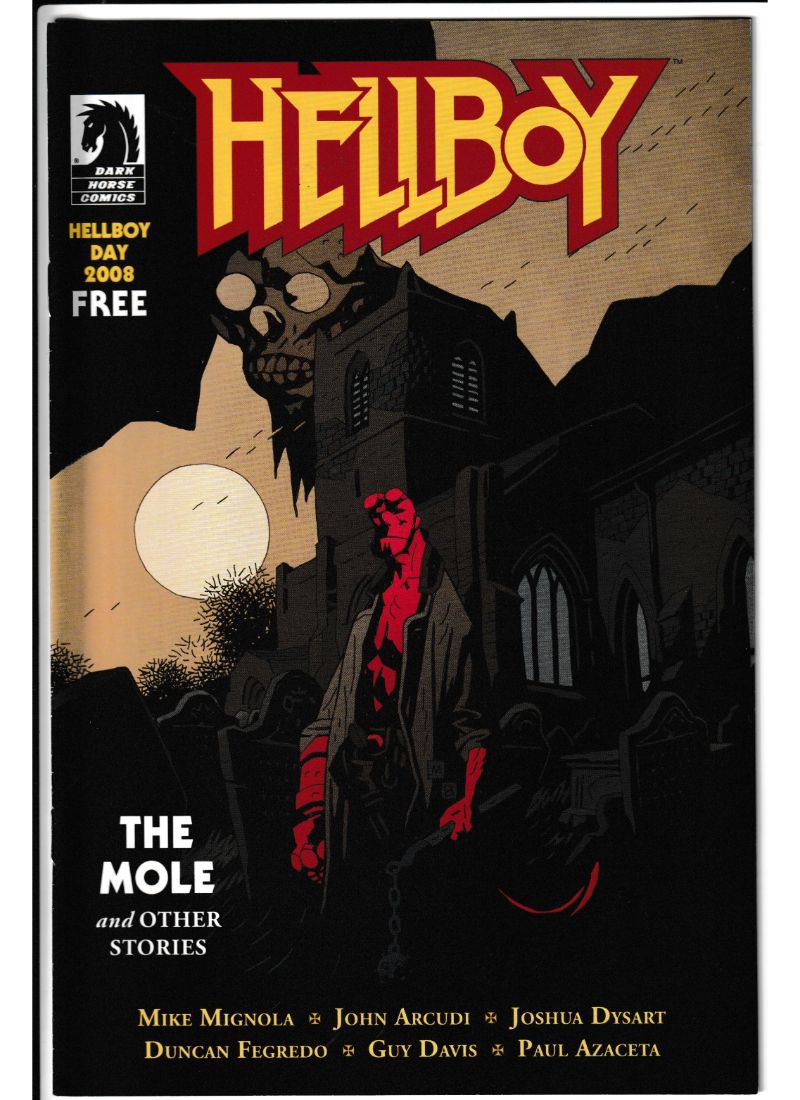 HELLBOY™
DARK
HORSE
COMICS
HELLBOY
DAY
2008
FREE
THE
MOLE
and OTHER
STORIES
MIKE MIGNOLA ✠ JOHN ARCUDI ✠ JOSHUA DYSART
DUNCAN FEGREDO ✠ GUY DAVIS ✠ PAUL AZACETA